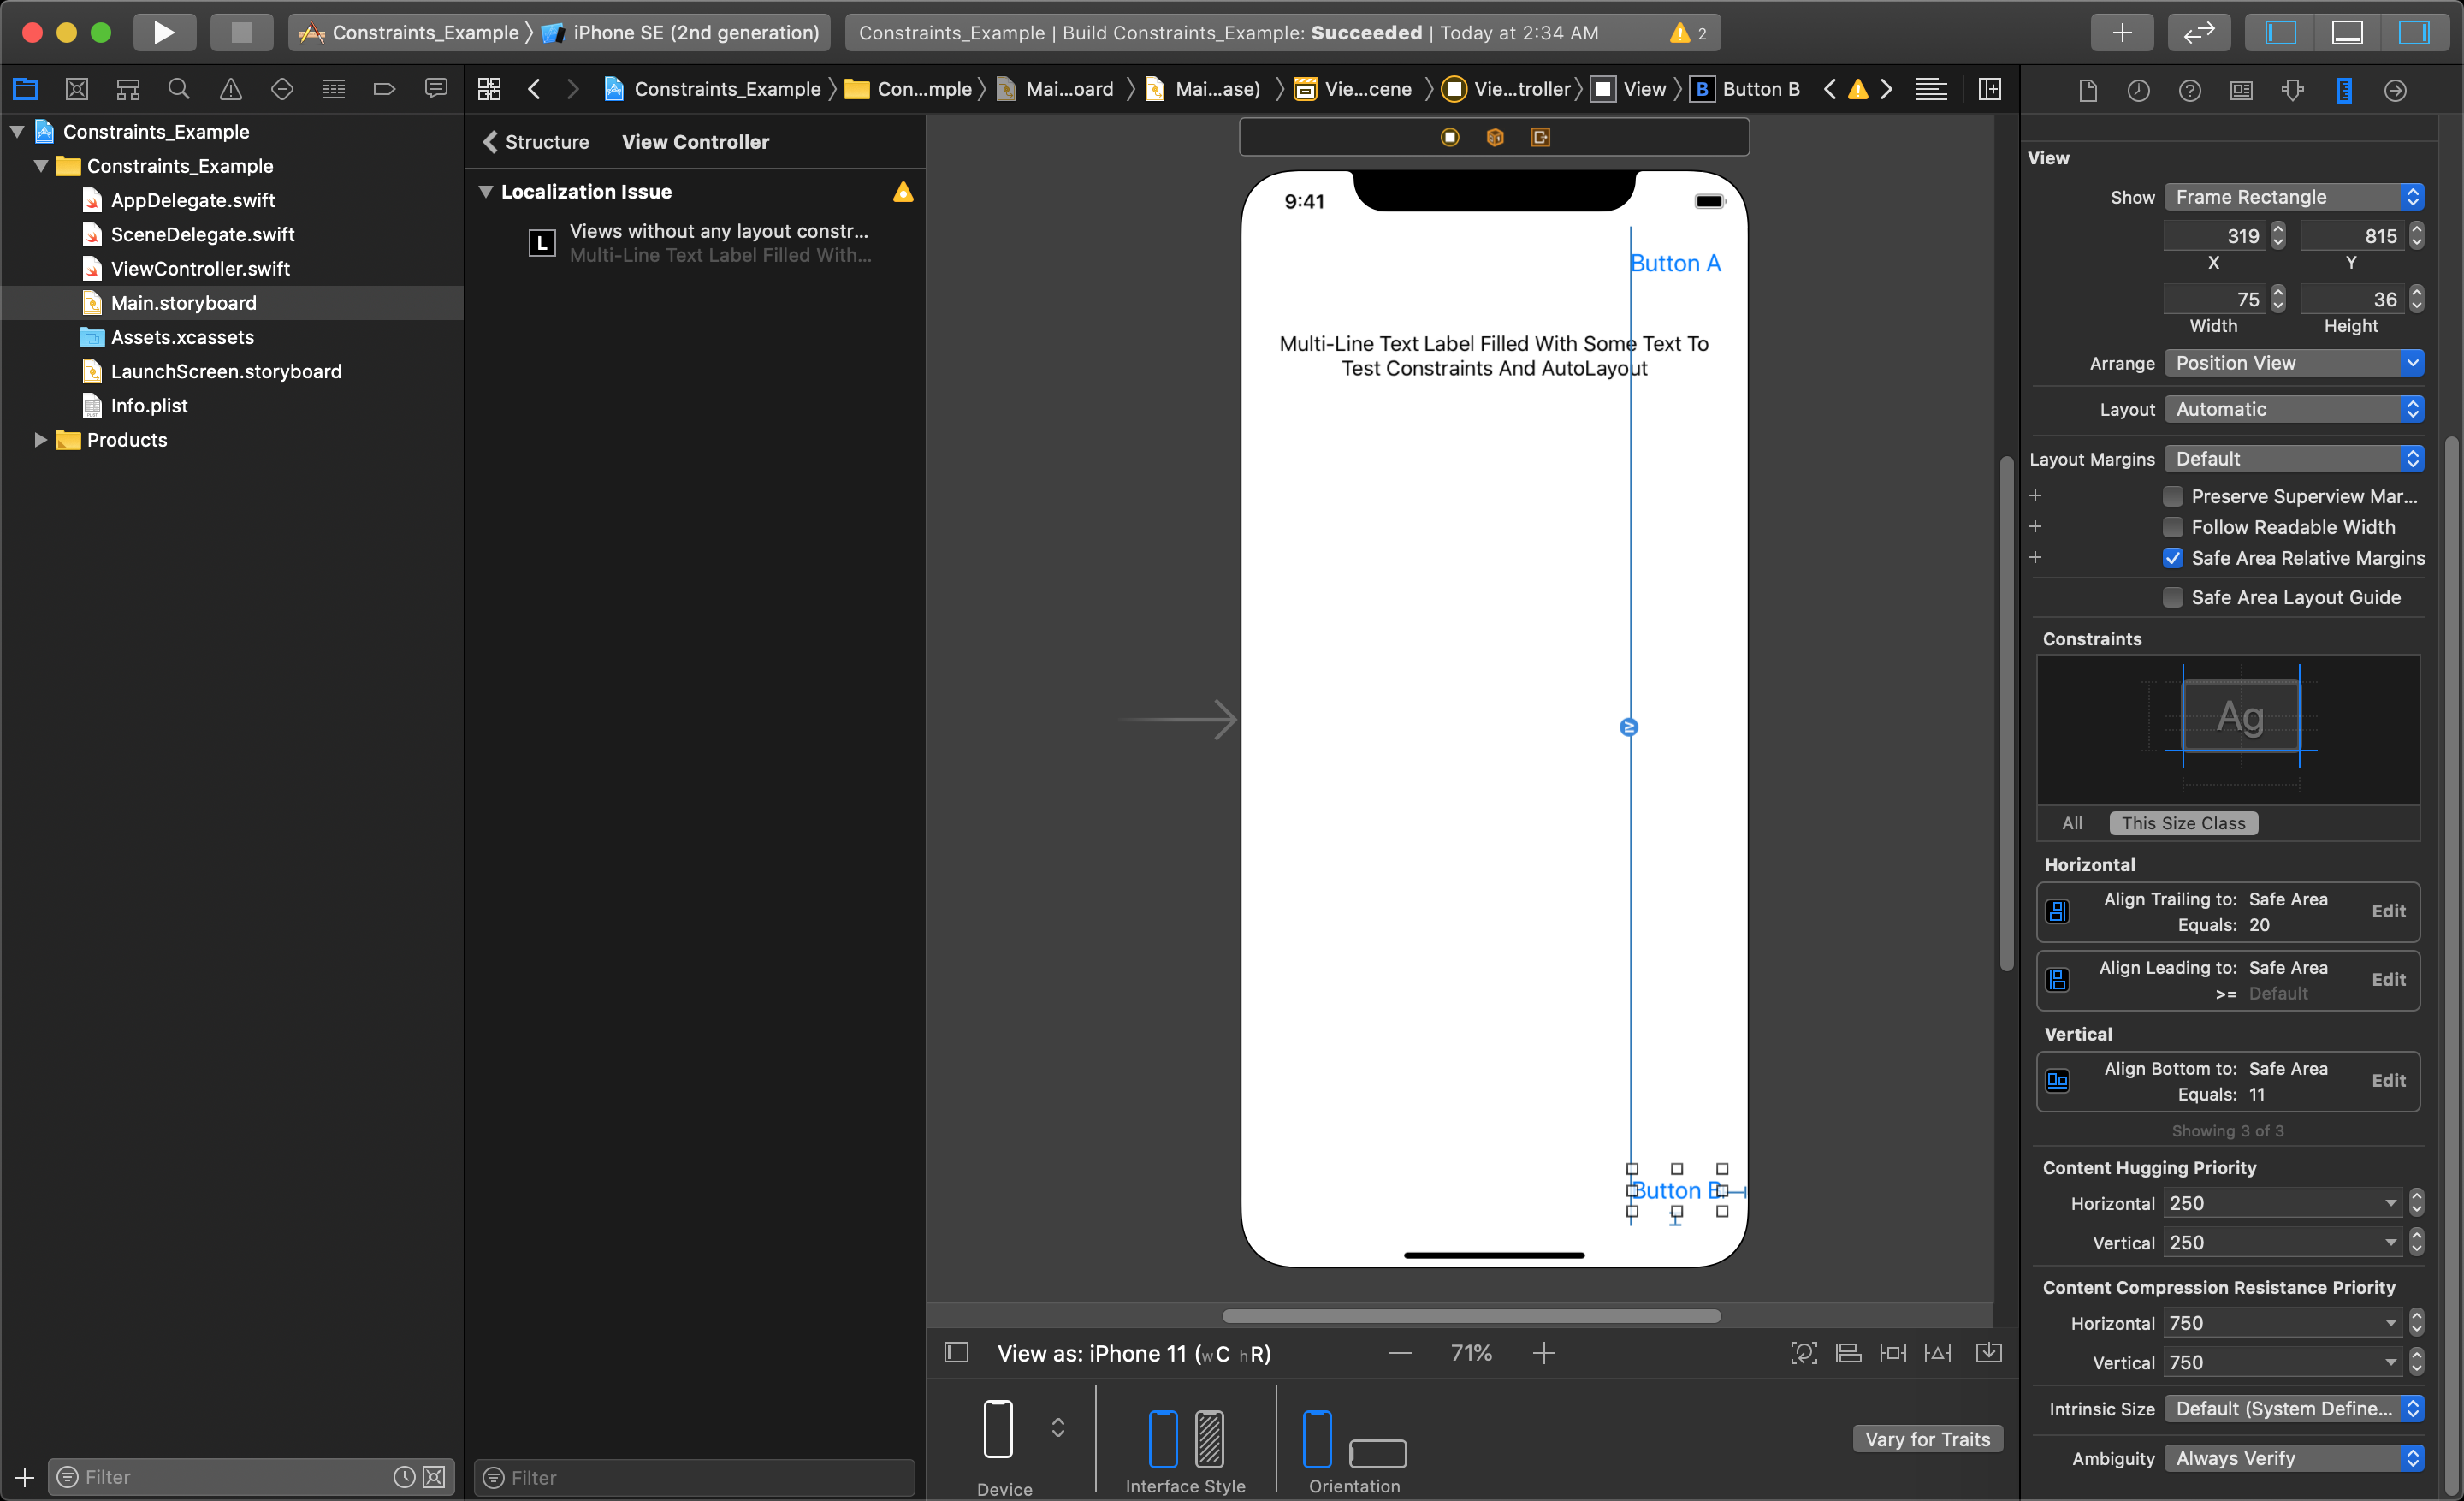 Constraints_Example
iPhone SE (2nd generation)
Constraints_Example | Build Constraints_Example: Succeeded | Today at 2:34 AM
2
Constraints_Example
Con...mple
Mai...oard
Mai...ase)
Vie...cene
Vie...troller
View
B
Button B
Constraints_Example
Constraints_Example
AppDelegate.swift
SceneDelegate.swift
ViewController.swift
Main.storyboard
Assets.xcassets
LaunchScreen.storyboard
Info.plist
Products
Filter
Structure
View Controller
Localization Issue
L
Views without any layout constr...
Multi-Line Text Label Filled With...
Filter
9:41
Button A
Multi-Line Text Label Filled With Some Text To
Test Constraints And AutoLayout
≥
Button B
View as: iPhone 11 (wC hR)
71%
Device
Interface Style
Orientation
Vary for Traits
View
Show
Frame Rectangle
319
815
X
Y
75
36
Width
Height
Arrange
Position View
Layout
Automatic
Layout Margins
Default
Preserve Superview Mar...
Follow Readable Width
Safe Area Relative Margins
Safe Area Layout Guide
Constraints
Ag
All
This Size Class
Horizontal
Align Trailing to: Safe Area
Equals: 20
Edit
Align Leading to: Safe Area
>= Default
Edit
Vertical
Align Bottom to: Safe Area
Equals: 11
Edit
Showing 3 of 3
Content Hugging Priority
Horizontal
250
Vertical
250
Content Compression Resistance Priority
Horizontal
750
Vertical
750
Intrinsic Size
Default (System Define...
Ambiguity
Always Verify